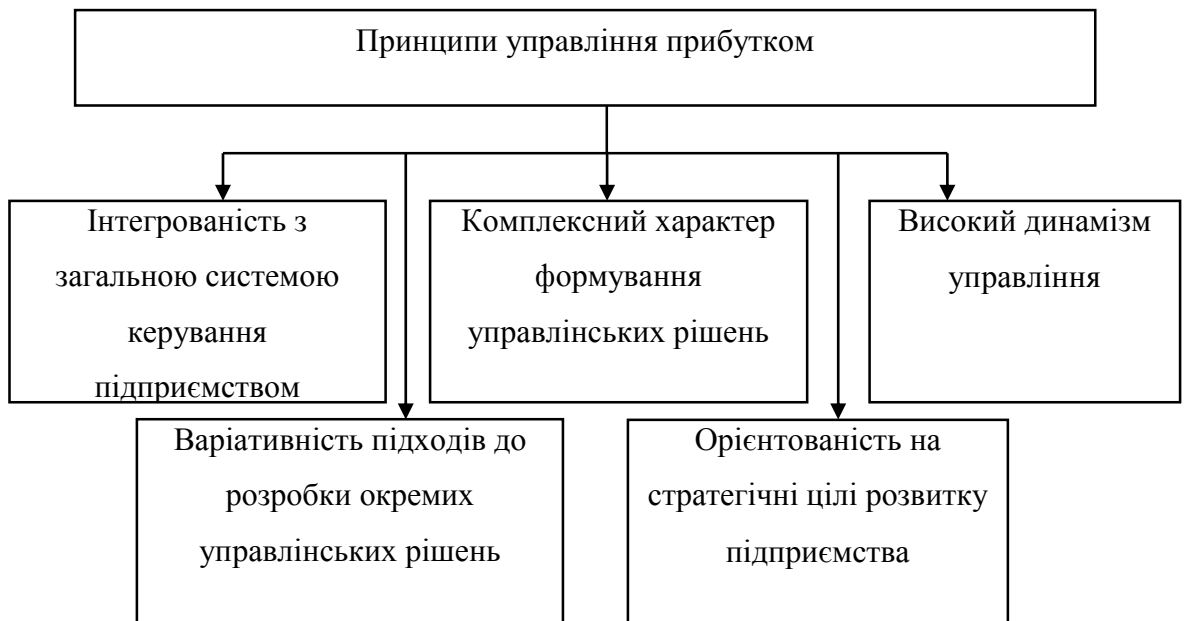 Принципи управління прибутком
Інтегрованість з
загальною системою
керування
підприємством
Комплексний характер
формування
управлінських рішень
Високий динамізм
управління
Варіативність підходів до
розробки окремих
управлінських рішень
Орієнтованість на
стратегічні цілі розвитку
підприємства